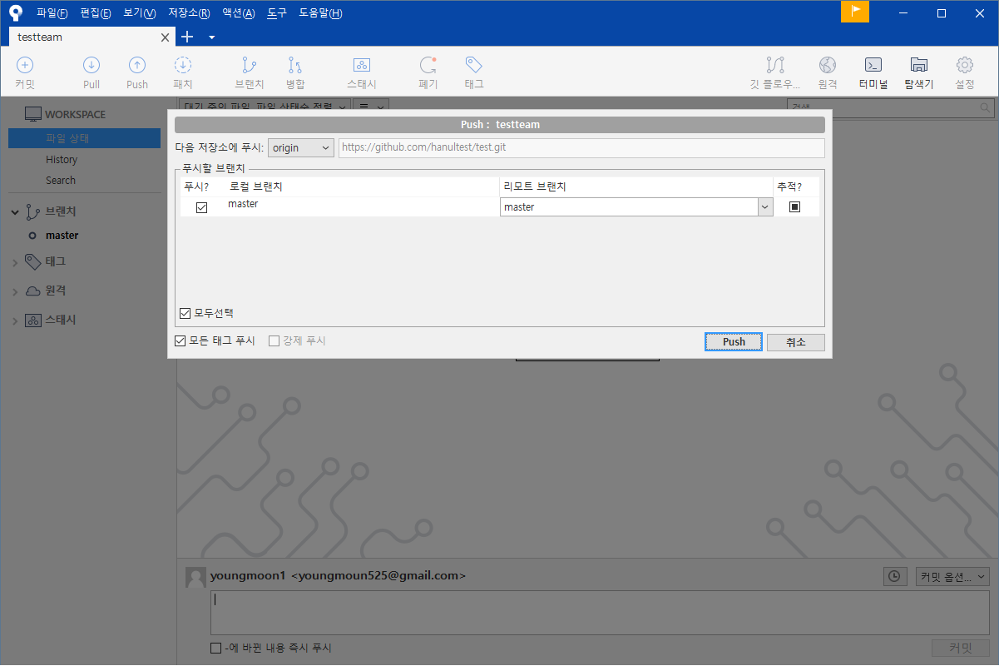 파일(F) 편집(E) 보기(V) 저장소(R) 액션(A) 도구 도움말(H)
testteam
커밋 Pull Push 패치 브랜치 병합 스태시 폐기 태그 깃 플로우... 원격 터미널 탐색기 설정
WORKSPACE
대기 중인 파일, 파일 상태순 정렬
검색
파일 상태
History
Search
브랜치
master
태그
원격
스태시
Push : testteam
다음 저장소에 푸시: origin https://github.com/hanultest/test.git
푸시할 브랜치
푸시? 로컬 브랜치 리모트 브랜치 추적?
master master
모두선택
모든 태그 푸시 강제 푸시 Push 취소
youngmoon1 <youngmoun525@gmail.com>
커밋 옵션...
-에 바뀐 내용 즉시 푸시
커밋